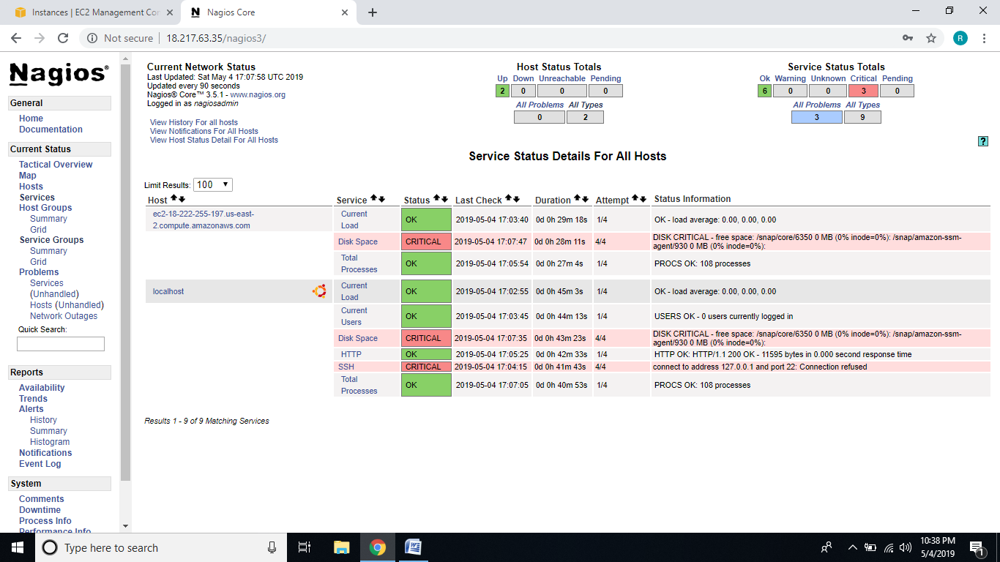 Instances | EC2 Management Con
Nagios Core
Not secure | 18.217.63.35/nagios3/
R
Nagios®
General
Home
Documentation
Current Status
Tactical Overview
Map
Hosts
Services
Host Groups
Summary
Grid
Service Groups
Summary
Grid
Problems
Services
(Unhandled)
Hosts (Unhandled)
Network Outages
Quick Search:
Reports
Availability
Trends
Alerts
History
Summary
Histogram
Notifications
Event Log
System
Comments
Downtime
Process Info
Performance Info
Current Network Status
Last Updated: Sat May 4 17:07:58 UTC 2019
Updated every 90 seconds
Nagios® Core™ 3.5.1 - www.nagios.org
Logged in as nagiosadmin
View History For all hosts
View Notifications For All Hosts
View Host Status Detail For All Hosts
Host Status Totals
Up Down Unreachable Pending
2 0 0 0
All Problems All Types
0 2
Service Status Totals
Ok Warning Unknown Critical Pending
6 0 0 3 0
All Problems All Types
3 9
?
Service Status Details For All Hosts
Limit Results: 100
Host Service Status Last Check Duration Attempt Status Information
ec2-18-222-255-197.us-east-
2.compute.amazonaws.com
Current
Load
OK 2019-05-04 17:03:40 0d 0h 29m 18s 1/4 OK - load average: 0.00, 0.00, 0.00
Disk Space CRITICAL 2019-05-04 17:07:47 0d 0h 28m 11s 4/4 DISK CRITICAL - free space: /snap/core/6350 0 MB (0% inode=0%): /snap/amazon-ssm-
agent/930 0 MB (0% inode=0%):
Total
Processes
OK 2019-05-04 17:05:54 0d 0h 27m 4s 1/4 PROCS OK: 108 processes
localhost
Current
Load
OK 2019-05-04 17:02:55 0d 0h 45m 3s 1/4 OK - load average: 0.00, 0.00, 0.00
Current
Users
OK 2019-05-04 17:03:45 0d 0h 44m 13s 1/4 USERS OK - 0 users currently logged in
Disk Space CRITICAL 2019-05-04 17:07:35 0d 0h 43m 23s 4/4 DISK CRITICAL - free space: /snap/core/6350 0 MB (0% inode=0%): /snap/amazon-ssm-
agent/930 0 MB (0% inode=0%):
HTTP OK 2019-05-04 17:05:25 0d 0h 42m 33s 1/4 HTTP OK: HTTP/1.1 200 OK - 11595 bytes in 0.000 second response time
SSH CRITICAL 2019-05-04 17:04:15 0d 0h 41m 43s 4/4 connect to address 127.0.0.1 and port 22: Connection refused
Total
Processes
OK 2019-05-04 17:07:05 0d 0h 40m 53s 1/4 PROCS OK: 108 processes
Results 1 - 9 of 9 Matching Services
Type here to search
10:38 PM
5/4/2019
1